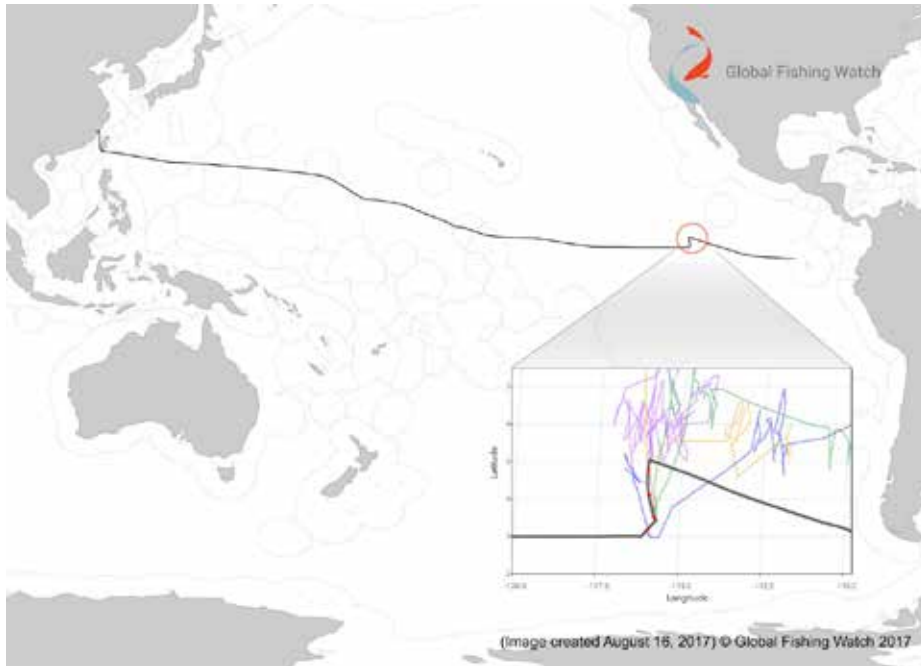 Global Fishing Watch
Latitude
Longitude
(Image created August 16, 2017) © Global Fishing Watch 2017